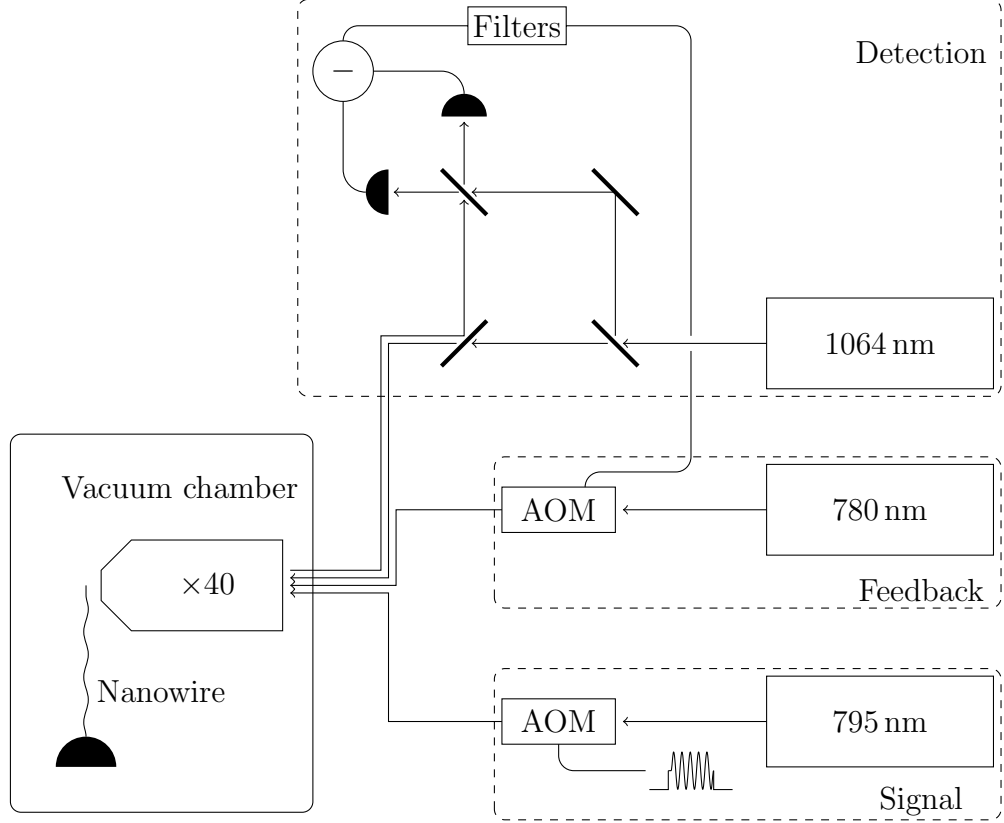 Filters
Detection
−
1064 nm
Vacuum chamber
AOM
780 nm
×40
Feedback
Nanowire
AOM
795 nm
Signal